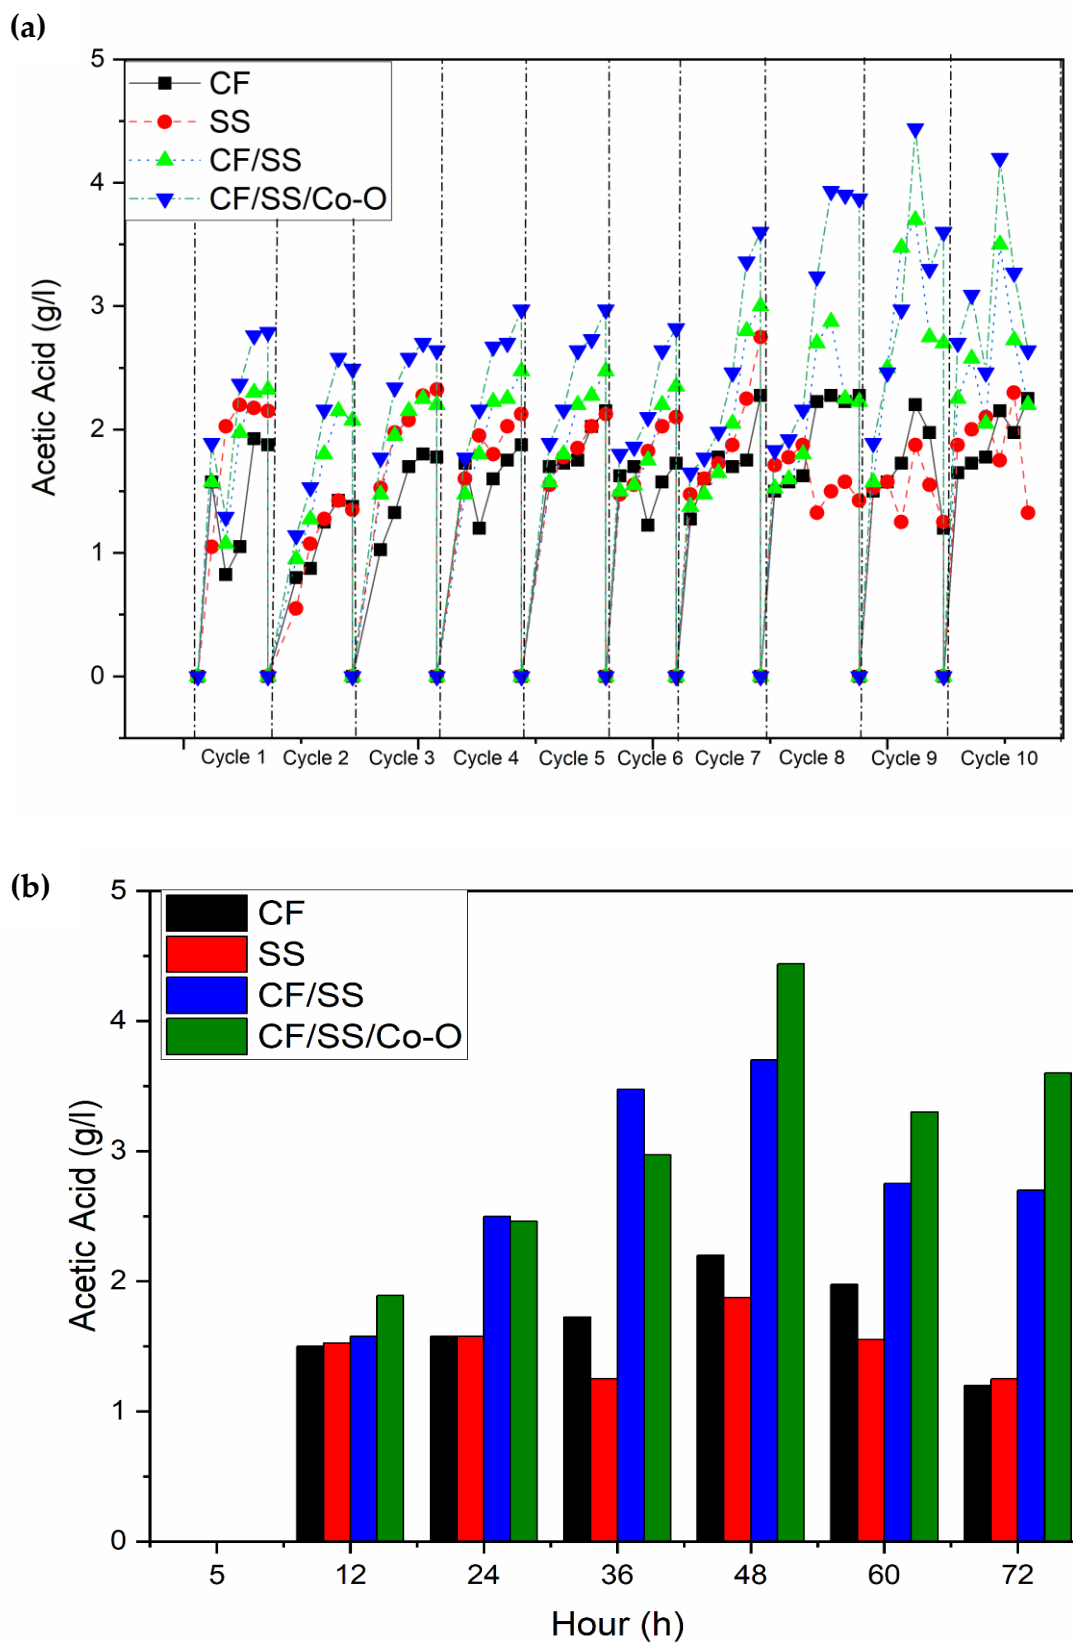 (a)
5
4
3
2
1
0
Acetic Acid (g/l)
CF
SS
CF/SS
CF/SS/Co-O
Cycle 1 Cycle 2 Cycle 3 Cycle 4 Cycle 5 Cycle 6 Cycle 7 Cycle 8 Cycle 9 Cycle 10
(b)
5
4
3
2
1
0
Acetic Acid (g/l)
CF
SS
CF/SS
CF/SS/Co-O
5 12 24 36 48 60 72
Hour (h)